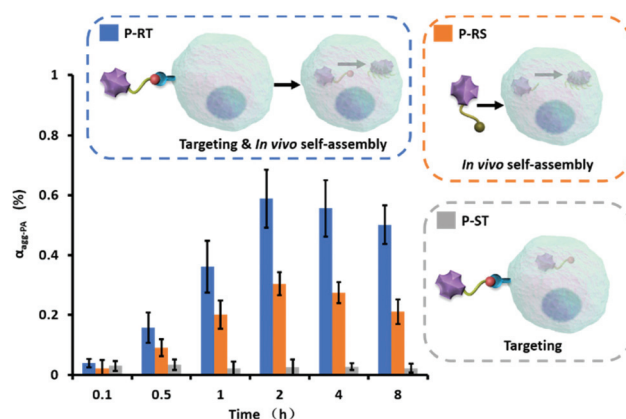 P-RT
Targeting & In vivo self-assembly
P-RS
In vivo self-assembly
P-ST
Targeting
αagg-PA (%)
1
0.8
0.6
0.4
0.2
0
0.1 0.5 1 2 4 8
Time (h)